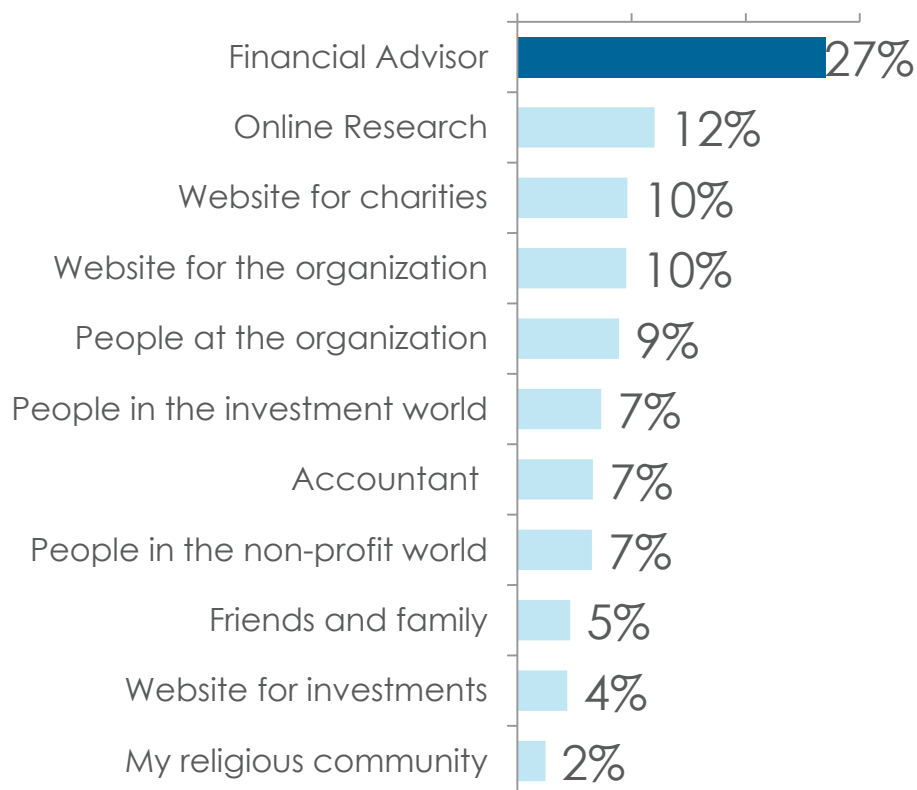 Financial Advisor 27%
Online Research 12%
Website for charities 10%
Website for the organization 10%
People at the organization 9%
People in the investment world 7%
Accountant 7%
People in the non-profit world 7%
Friends and family 5%
Website for investments 4%
My religious community 2%